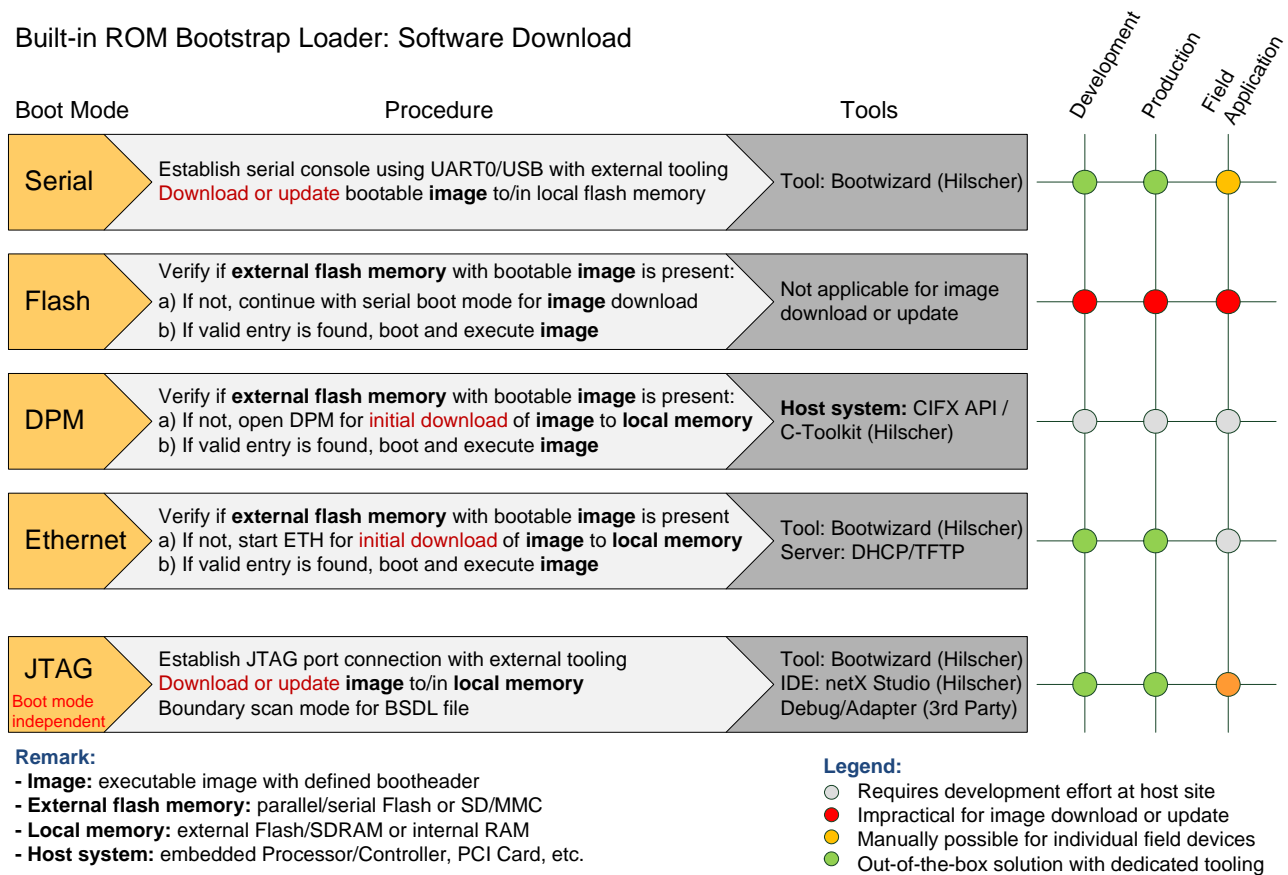 Built-in ROM Bootstrap Loader: Software Download
Development
Production
Field
Application
Boot Mode
Procedure
Tools
Serial
Establish serial console using UART0/USB with external tooling
Download or update bootable image to/in local flash memory
Tool: Bootwizard (Hilscher)
Flash
Verify if external flash memory with bootable image is present:
a) If not, continue with serial boot mode for image download
b) If valid entry is found, boot and execute image
Not applicable for image
download or update
DPM
Verify if external flash memory with bootable image is present:
a) If not, open DPM for initial download of image to local memory
b) If valid entry is found, boot and execute image
Host system: CIFX API /
C-Toolkit (Hilscher)
Ethernet
Verify if external flash memory with bootable image is present
a) If not, start ETH for initial download of image to local memory
b) If valid entry is found, boot and execute image
Tool: Bootwizard (Hilscher)
Server: DHCP/TFTP
JTAG
Boot mode
independent
Establish JTAG port connection with external tooling
Download or update image to/in local memory
Boundary scan mode for BSDL file
Tool: Bootwizard (Hilscher)
IDE: netX Studio (Hilscher)
Debug/Adapter (3rd Party)
Remark:
- Image: executable image with defined bootheader
- External flash memory: parallel/serial Flash or SD/MMC
- Local memory: external Flash/SDRAM or internal RAM
- Host system: embedded Processor/Controller, PCI Card, etc.
Legend:
Requires development effort at host site
Impractical for image download or update
Manually possible for individual field devices
Out-of-the-box solution with dedicated tooling